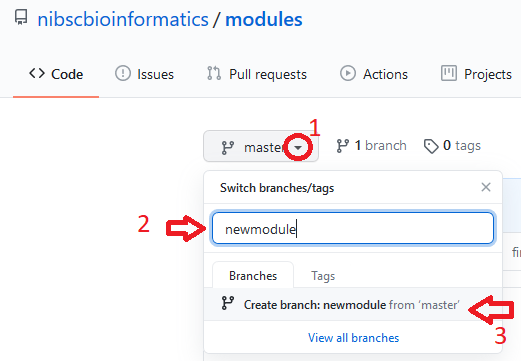 nibscbioinformatics / modules
Code Issues Pull requests Actions Projects
1
master 1 branch 0 tags
Switch branches/tags
2 newmodule
Branches Tags
Create branch: newmodule from 'master'
3
View all branches